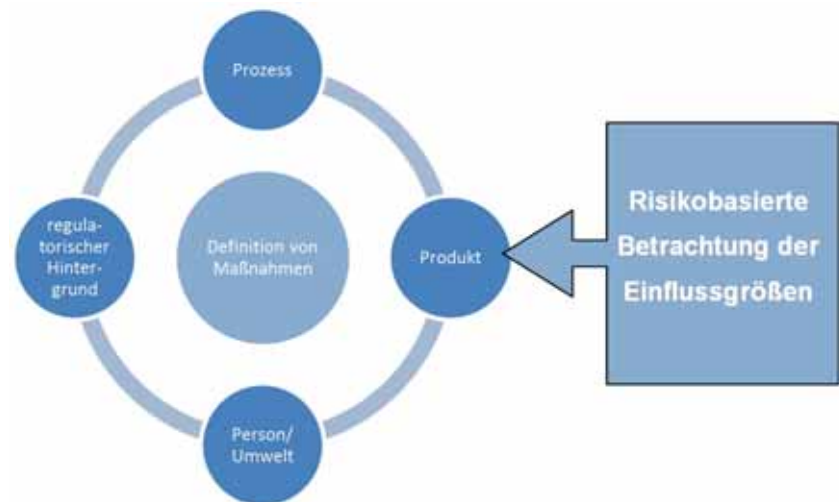 Prozess
regula-
torischer
Hinter-
grund
Definition von
Maßnahmen
Produkt
Person/
Umwelt
Risikobasierte
Betrachtung der
Einflussgrößen